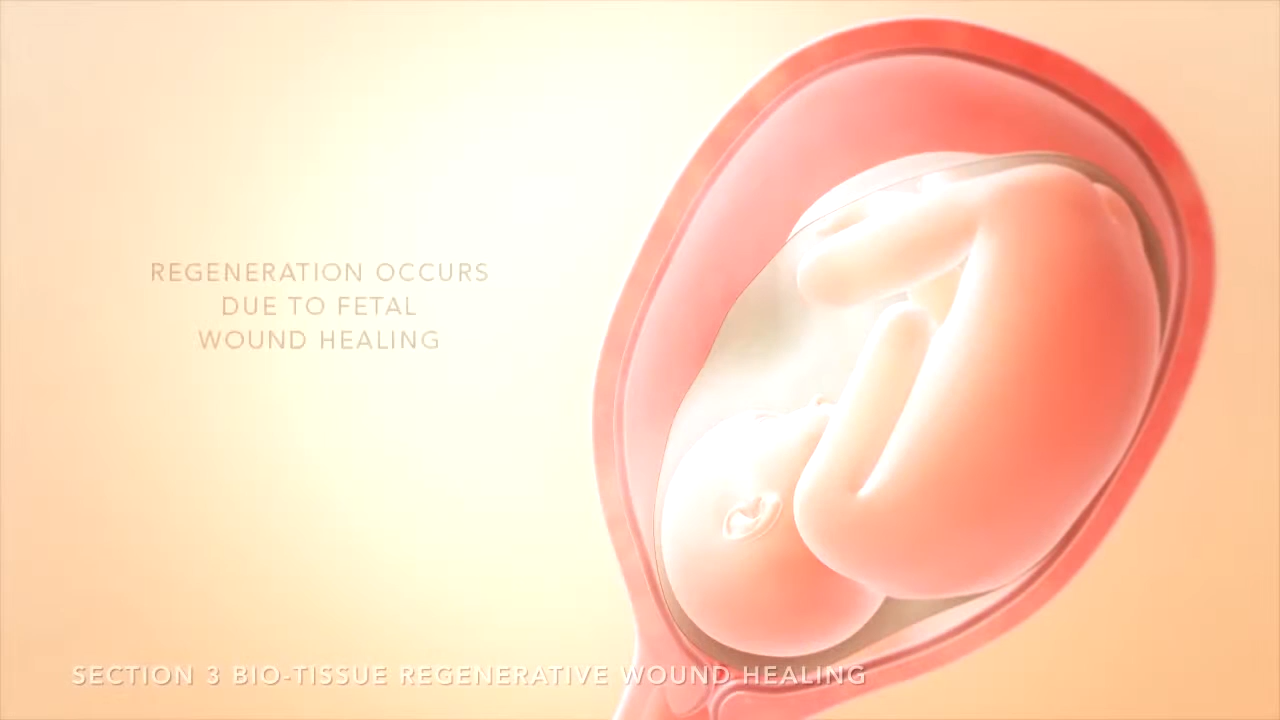 REGENERATION OCCURS
DUE TO FETAL
WOUND HEALING
SECTION 3 BIO-TISSUE REGENERATIVE WOUND HEALING